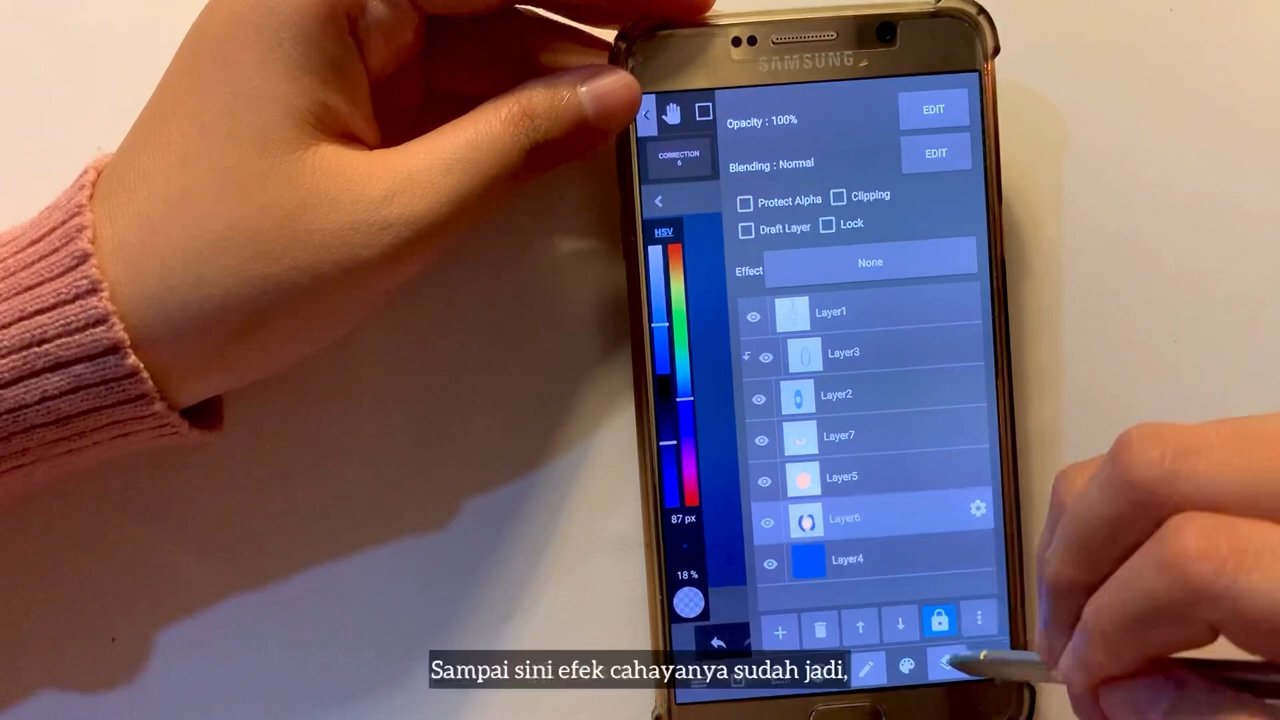 SAMSUNG
Opacity : 100%
EDIT
CORRECTION
6
Blending : Normal
EDIT
Protect Alpha
Clipping
HSV
Draft Layer
Lock
Effect
None
Layer1
Layer3
Layer2
Layer7
Layer5
87 px
Layer6
Layer4
18 %
Sampai sini efek cahayanya sudah jadi,